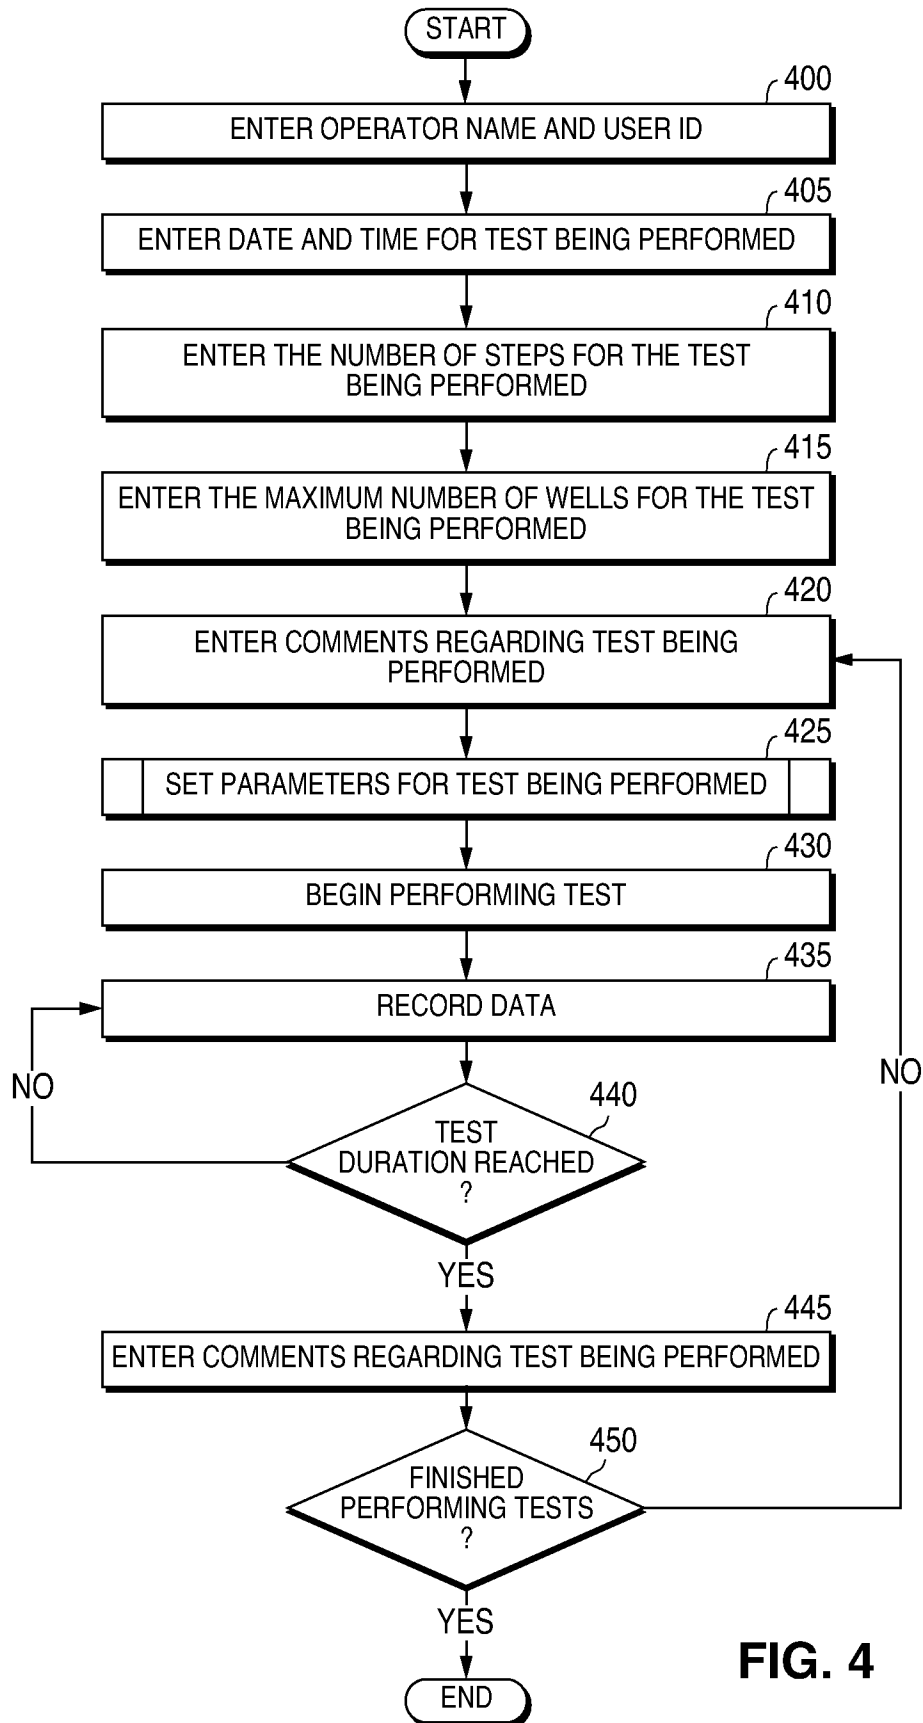 START
400
ENTER OPERATOR NAME AND USER ID
405
ENTER DATE AND TIME FOR TEST BEING PERFORMED
410
ENTER THE NUMBER OF STEPS FOR THE TEST
BEING PERFORMED
415
ENTER THE MAXIMUM NUMBER OF WELLS FOR THE TEST
BEING PERFORMED
420
ENTER COMMENTS REGARDING TEST BEING
PERFORMED
425
SET PARAMETERS FOR TEST BEING PERFORMED
430
BEGIN PERFORMING TEST
435
RECORD DATA
NO
NO
440
TEST
DURATION REACHED
?
YES
445
ENTER COMMENTS REGARDING TEST BEING PERFORMED
450
FINISHED
PERFORMING TESTS
?
YES
END
FIG. 4